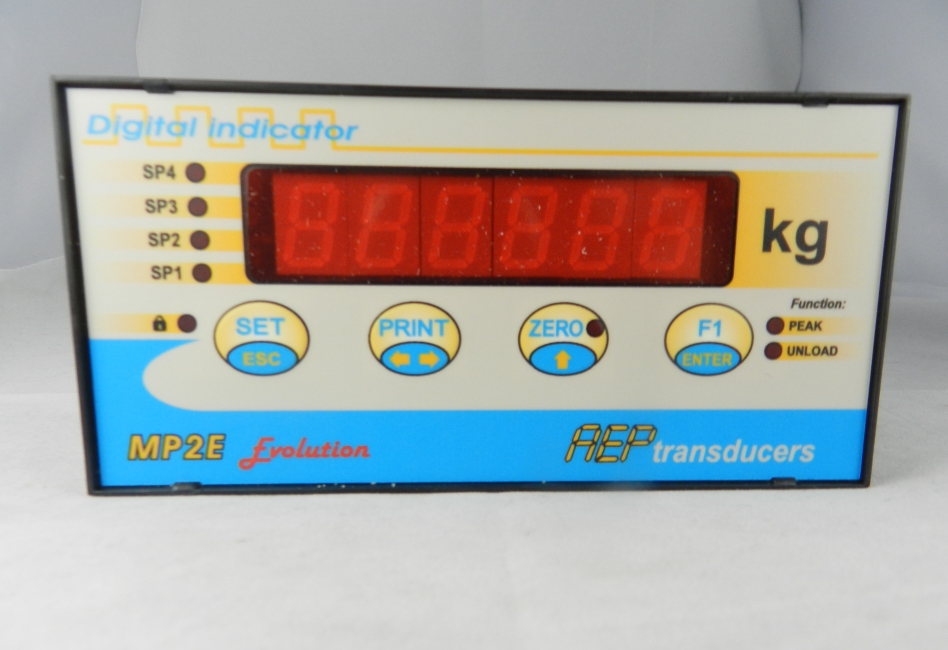 Digital indicator
SP4
SP3
SP2
SP1
kg
Function:
SET
ESC
PRINT
ZERO
F1
ENTER
PEAK
UNLOAD
MP2E Evolution
AEP transducers